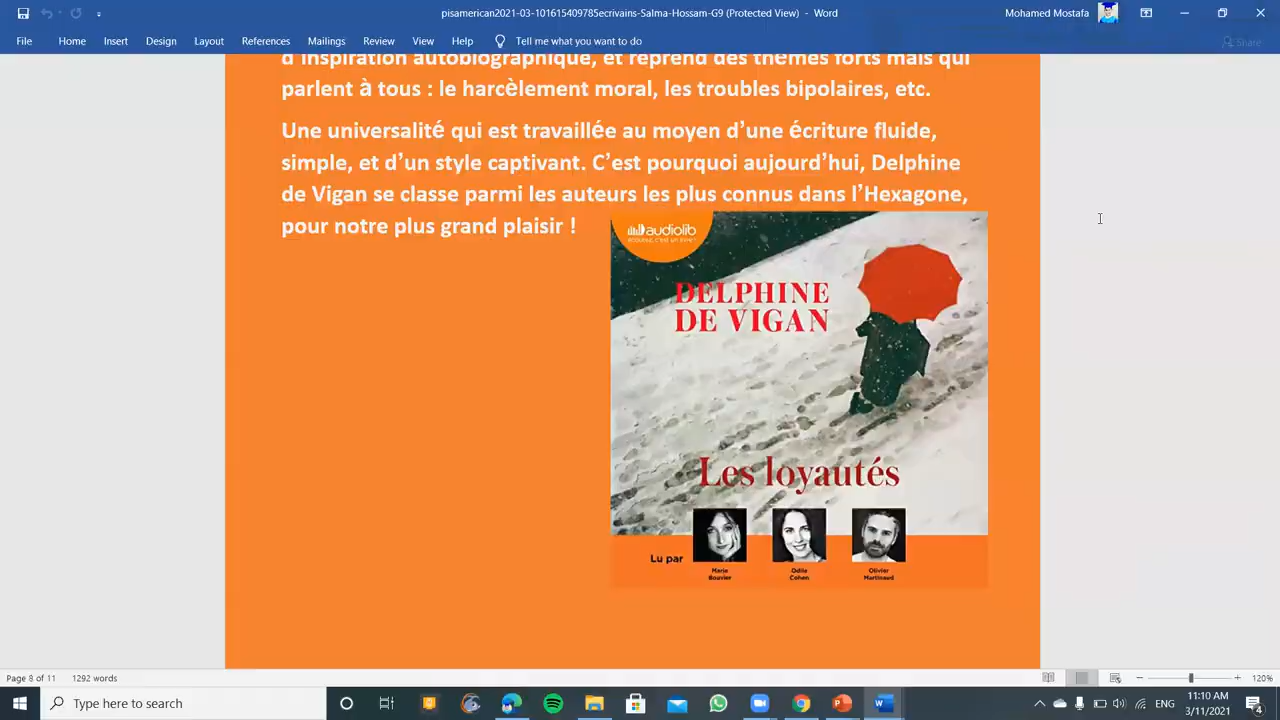 pisamerican2021-03-101615409785ecrivains-Salma-Hossam-G9 (Protected View) - Word
Mohamed Mostafa
File Home Insert Design Layout References Mailings Review View Help Tell me what you want to do
Share
d'inspiration autobiographique, et reprend des thèmes forts mais qui
parlent à tous : le harcèlement moral, les troubles bipolaires, etc.
Une universalité qui est travaillée au moyen d'une écriture fluide,
simple, et d'un style captivant. C'est pourquoi aujourd'hui, Delphine
de Vigan se classe parmi les auteurs les plus connus dans l'Hexagone,
pour notre plus grand plaisir !
audiolib
écoutez, c'est un livre !
DELPHINE
DE VIGAN
Les loyautés
Lu par
Marie
Bouvier
Odile
Cohen
Olivier
Martinaud
Page 8 of 11 1292 words
120%
Type here to search
ENG
11:10 AM
3/11/2021
4